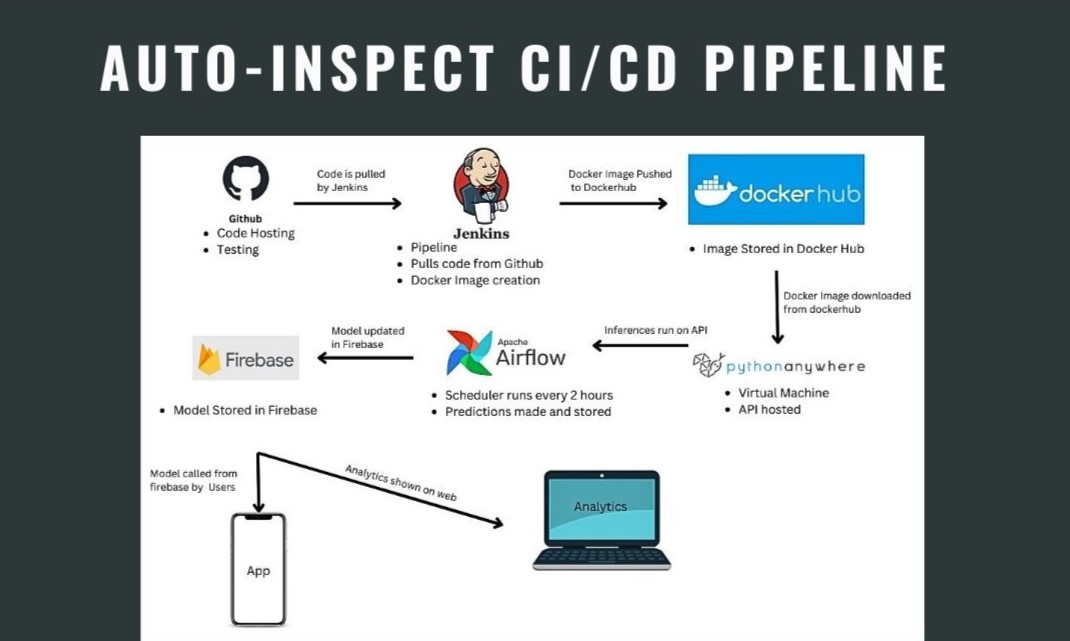 AUTO-INSPECT CI/CD PIPELINE
Code is pulled
by Jenkins
Docker Image Pushed
to Dockerhub
dockerhub
Github
• Code Hosting
• Testing
Jenkins
• Pipeline
• Pulls code from Github
• Docker Image creation
• Image Stored in Docker Hub
Docker Image downloaded
from dockerhub
Firebase
Model updated
in Firebase
Apache
Airflow
Inferences run on API
pythonanywhere
• Model Stored in Firebase
• Scheduler runs every 2 hours
• Predictions made and stored
• Virtual Machine
• API hosted
Model called from
firebase by Users
Analytics shown on web
Analytics
App